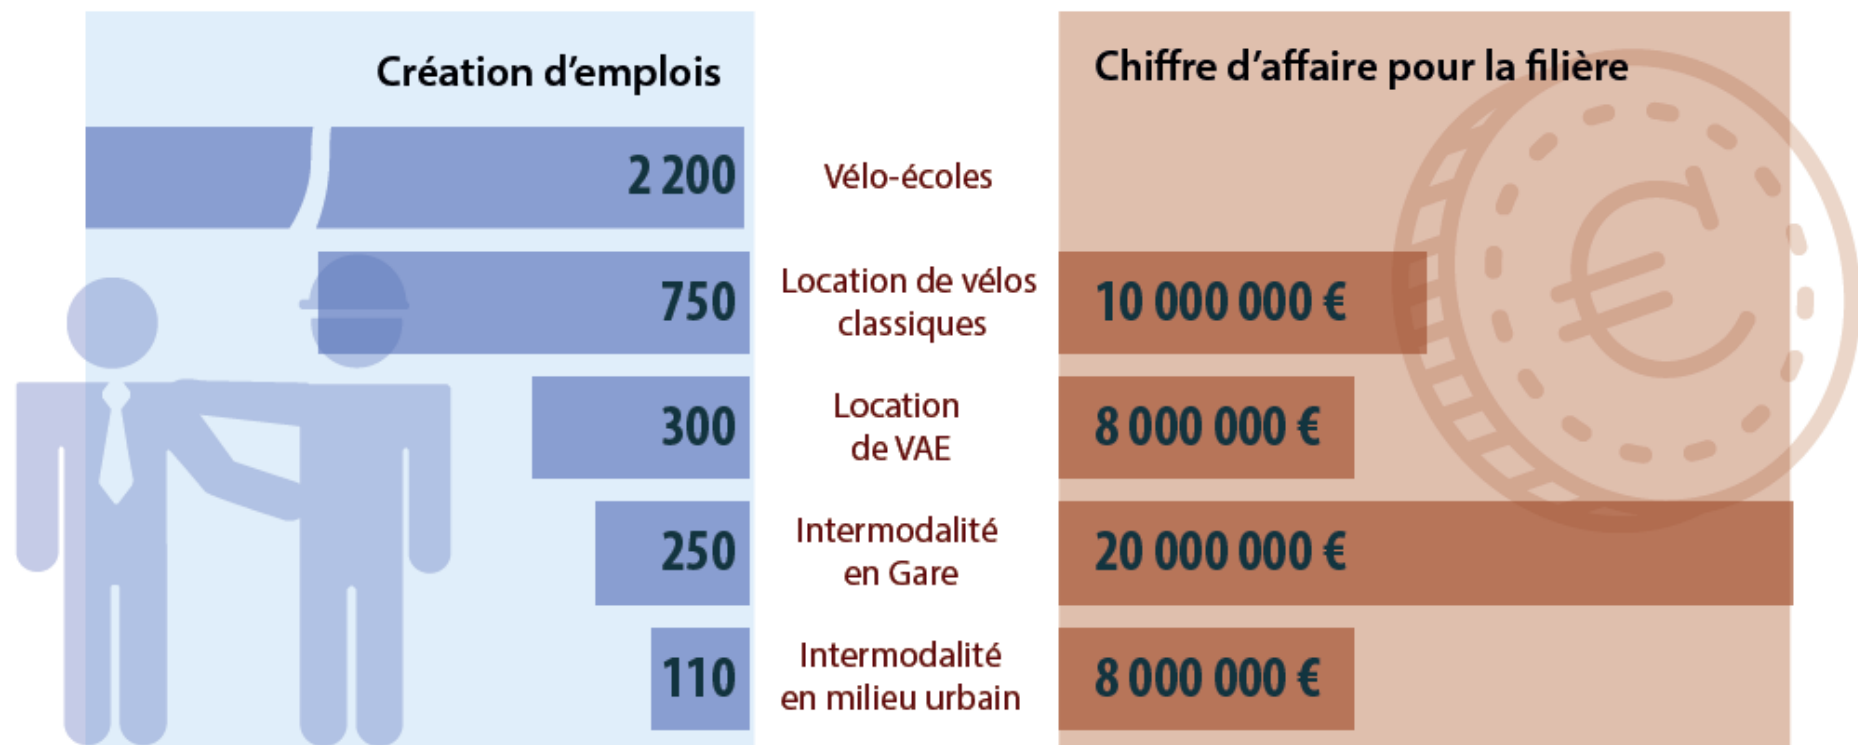 Création d'emplois
Chiffre d'affaire pour la filière
2 200
Vélo-écoles
750
Location de vélos
classiques
10 000 000 €
300
Location
de VAE
8 000 000 €
250
Intermodalité
en Gare
20 000 000 €
110
Intermodalité
en milieu urbain
8 000 000 €